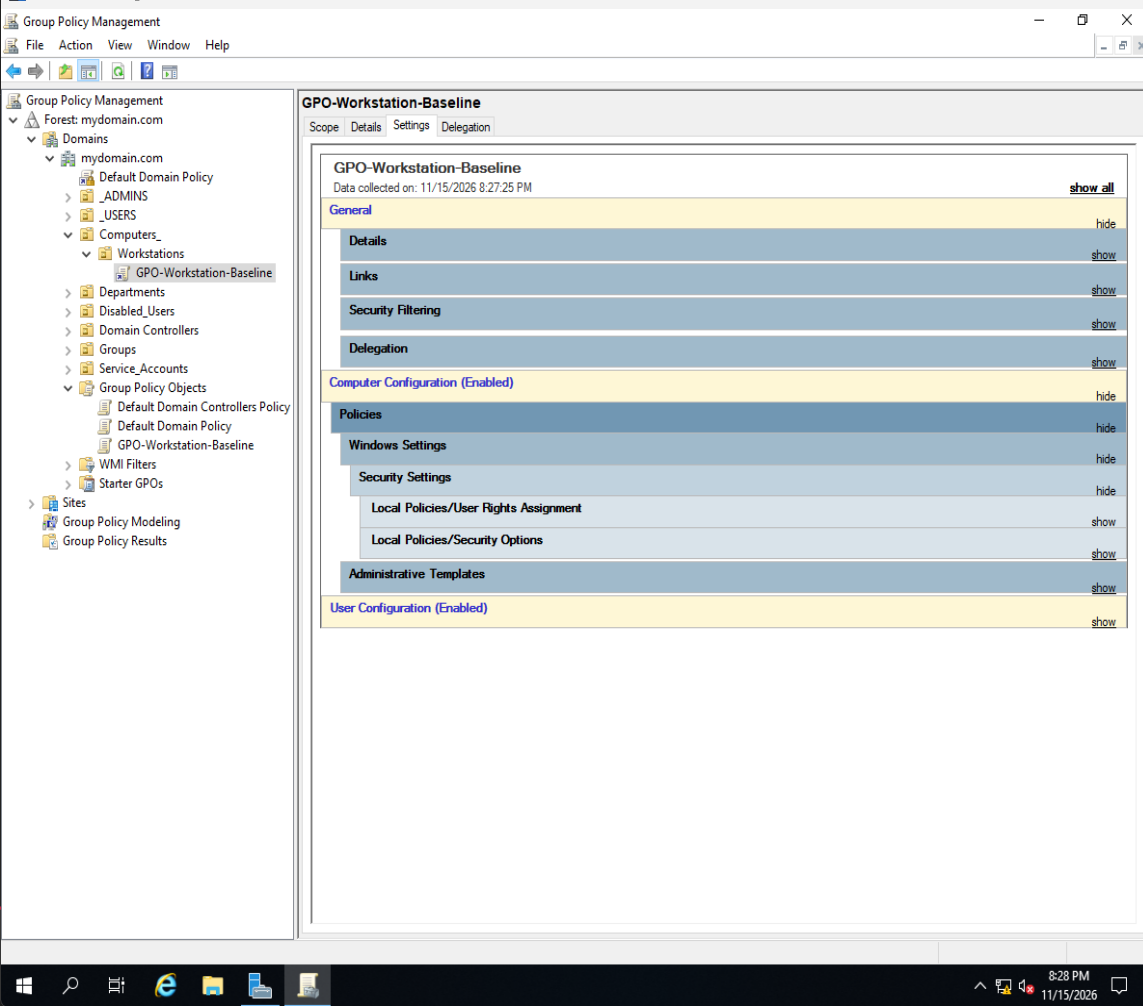 Group Policy Management
File Action View Window Help
Group Policy Management
Forest: mydomain.com
Domains
mydomain.com
Default Domain Policy
_ADMINS
_USERS
Computers_
Workstations
GPO-Workstation-Baseline
Departments
Disabled_Users
Domain Controllers
Groups
Service_Accounts
Group Policy Objects
Default Domain Controllers Policy
Default Domain Policy
GPO-Workstation-Baseline
WMI Filters
Starter GPOs
Sites
Group Policy Modeling
Group Policy Results
GPO-Workstation-Baseline
Scope Details Settings Delegation
GPO-Workstation-Baseline
Data collected on: 11/15/2026 8:27:25 PM show all
General hide
Details show
Links show
Security Filtering show
Delegation show
Computer Configuration (Enabled) hide
Policies hide
Windows Settings hide
Security Settings hide
Local Policies/User Rights Assignment show
Local Policies/Security Options show
Administrative Templates show
User Configuration (Enabled) show
8:28 PM
11/15/2026